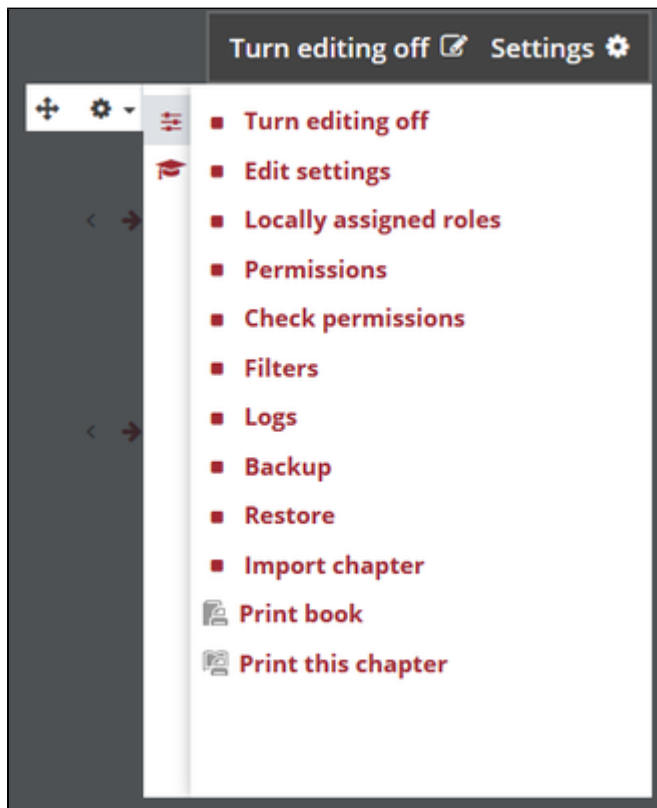 Turn editing off Settings
Turn editing off
Edit settings
Locally assigned roles
Permissions
Check permissions
Filters
Logs
Backup
Restore
Import chapter
Print book
Print this chapter